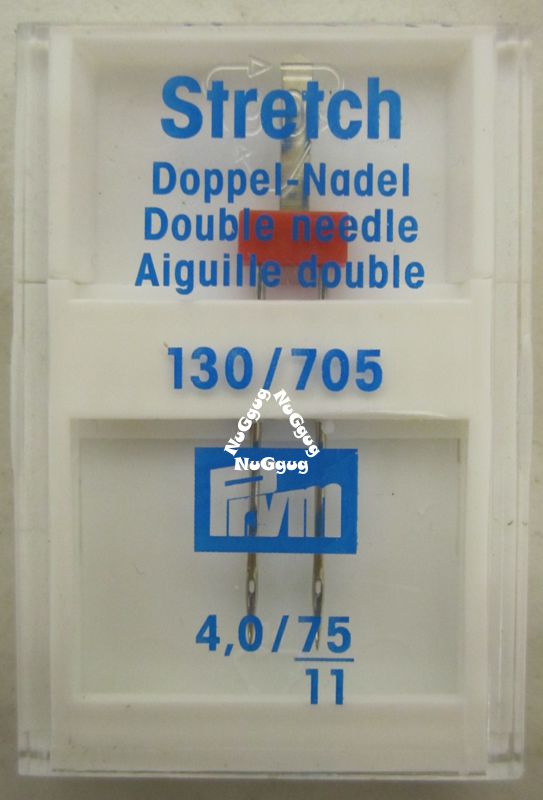 Stretch
Doppel-Nadel
Double needle
Aiguille double
130/705
NuGgug
NuGgug
NuGgug
Prym
4,0/75
11